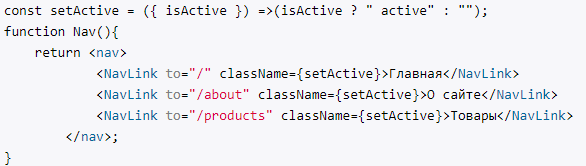 const setActive = ({ isActive }) =>(isActive ? " active" : "");
function Nav(){
    return <nav>
            <NavLink to="/" className={setActive}>Главная</NavLink>
            <NavLink to="/about" className={setActive}>О сайте</NavLink>
            <NavLink to="/products" className={setActive}>Товары</NavLink>
        </nav>;
}